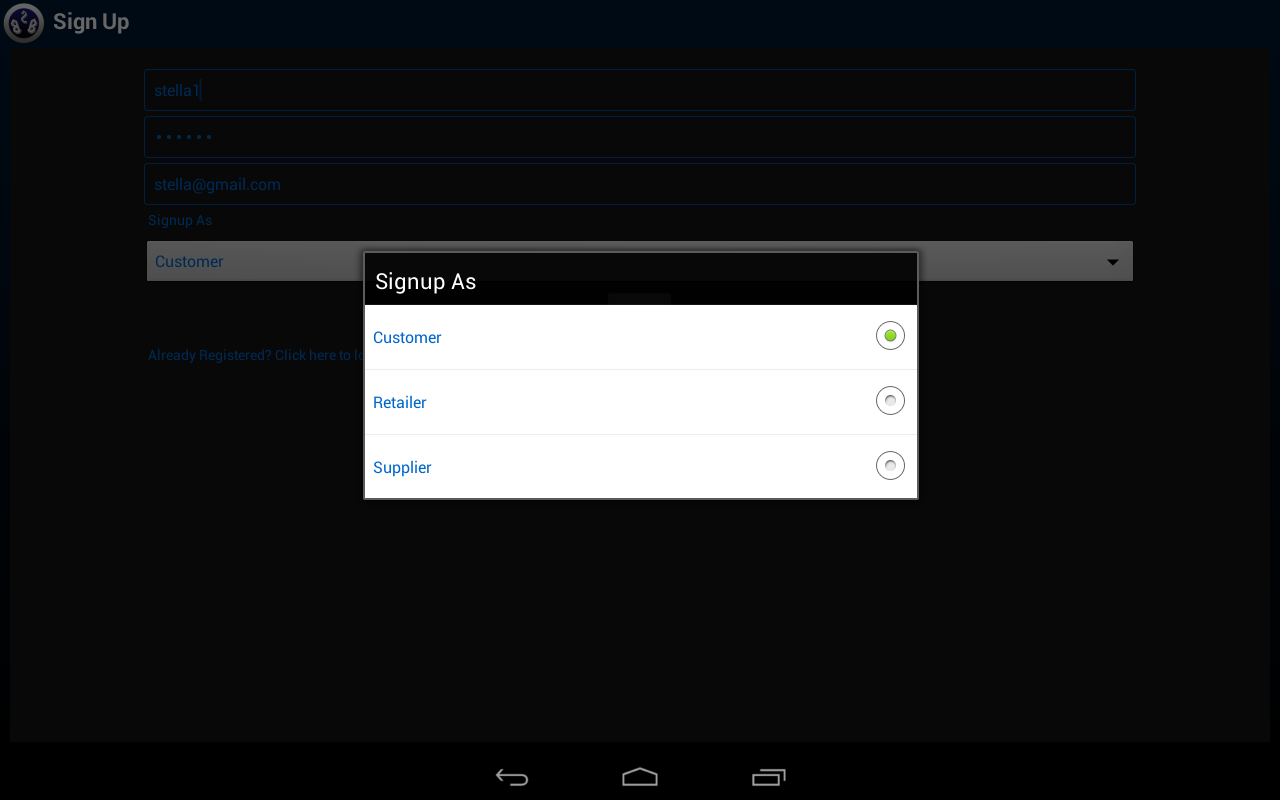 Sign Up
stella1
••••••
stella@gmail.com
Signup As
Customer
Signup As
Customer
Already Registered? Click here to
Retailer
Supplier